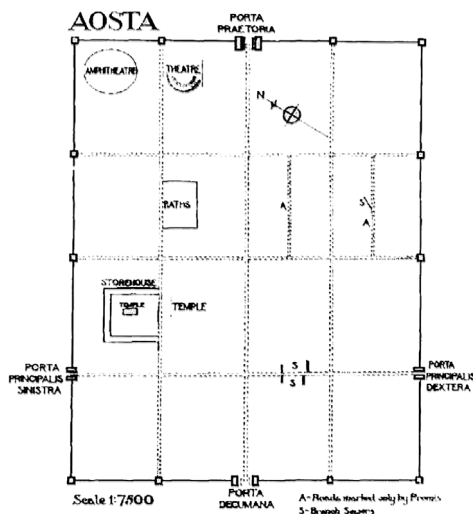 AOSTA
PORTA
PRAETORIA
AMPHITHEATRE
THEATRE
N
A
S
A
BATHS
STOREHOUSE
TEMPLE
TEMPLE
PORTA
PRINCIPALIS
SINISTRA
S
S
PORTA
PRINCIPALIS
DEXTERA
Scale 1:7500
PORTA
DECUMANA
A-Roads marked only by Promis
S-Branch Sewers